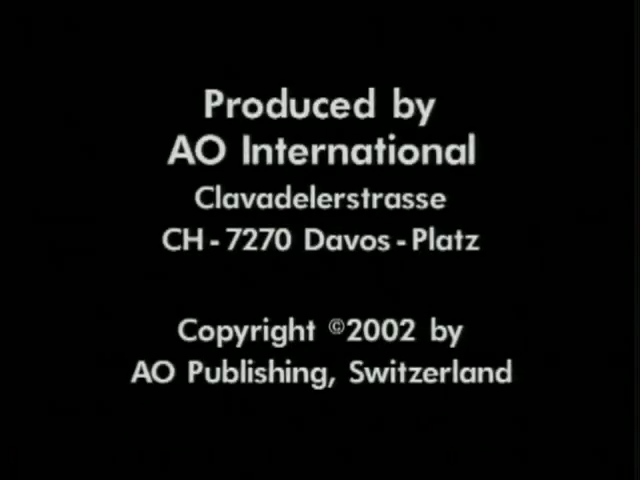 Produced by
AO International
Clavadelerstrasse
CH - 7270 Davos - Platz
Copyright ©2002 by
AO Publishing, Switzerland